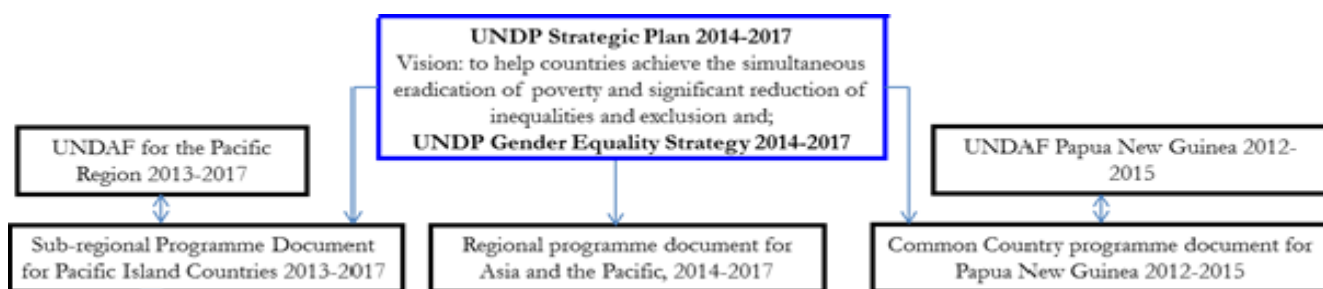 UNDP Strategic Plan 2014-2017
Vision: to help countries achieve the simultaneous
eradication of poverty and significant reduction of
inequalities and exclusion and;
UNDP Gender Equality Strategy 2014-2017
UNDAF for the Pacific
Region 2013-2017
UNDAF Papua New Guinea 2012-
2015
Sub-regional Programme Document
for Pacific Island Countries 2013-2017
Regional programme document for
Asia and the Pacific, 2014-2017
Common Country programme document for
Papua New Guinea 2012-2015